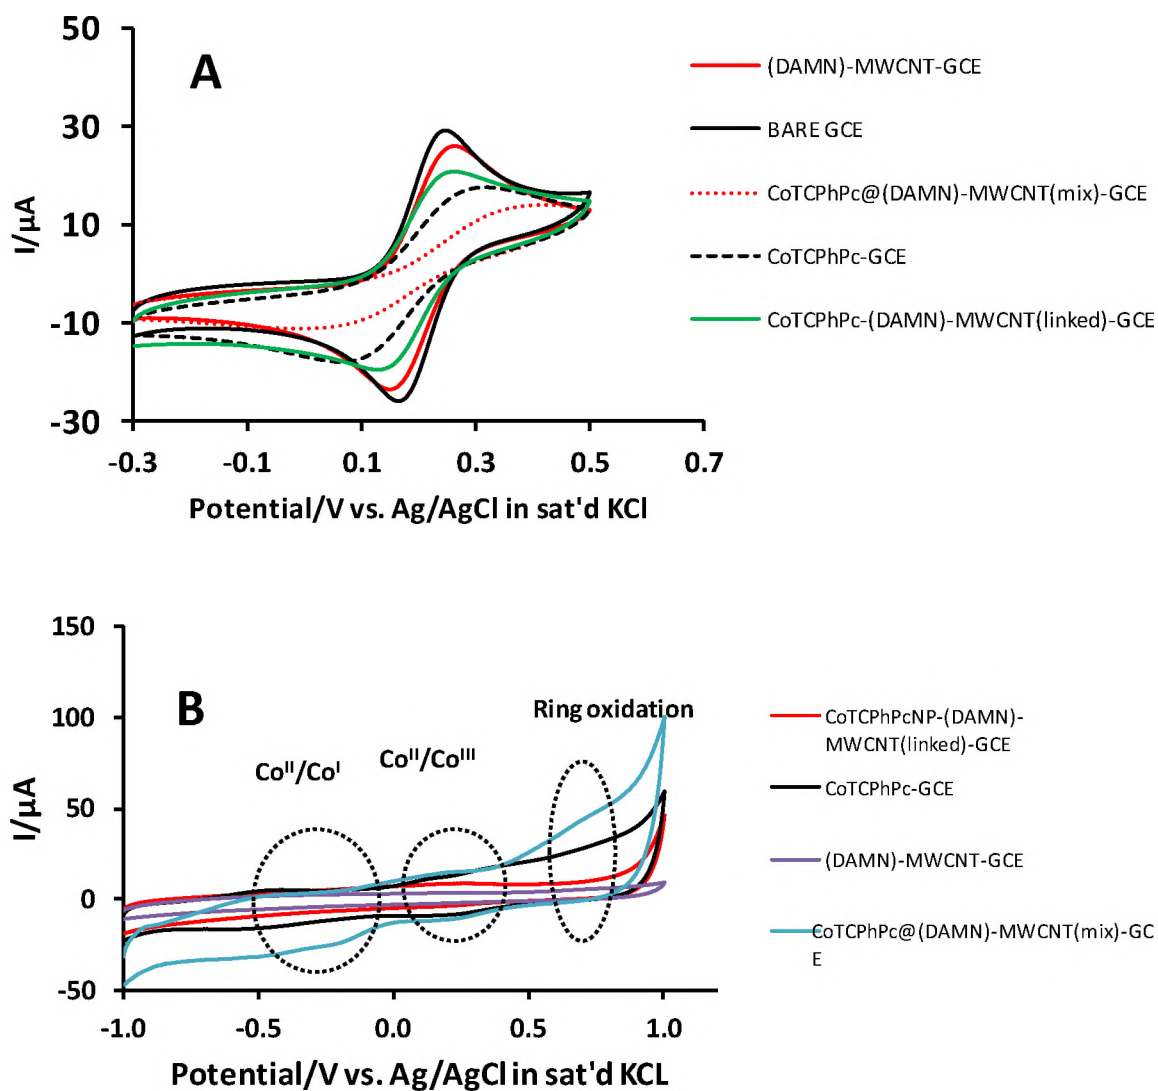 50
30
10
-10
-30
I/µA
A
-0.3
-0.1
0.1
0.3
0.5
0.7
Potential/V vs. Ag/AgCl in sat'd KCl
(DAMN)-MWCNT-GCE
BARE GCE
CoTCPhPc@(DAMN)-MWCNT(mix)-GCE
CoTCPhPc-GCE
CoTCPhPc-(DAMN)-MWCNT(linked)-GCE
150
100
50
0
-50
I/µA
B
Ring oxidation
Coᴵᴵ/Coᴵ
Coᴵᴵ/Coᴵᴵᴵ
-1.0
-0.5
0.0
0.5
1.0
Potential/V vs. Ag/AgCl in sat'd KCL
CoTCPhPcNP-(DAMN)-
MWCNT(linked)-GCE
CoTCPhPc-GCE
(DAMN)-MWCNT-GCE
CoTCPhPc@(DAMN)-MWCNT(mix)-GC
E